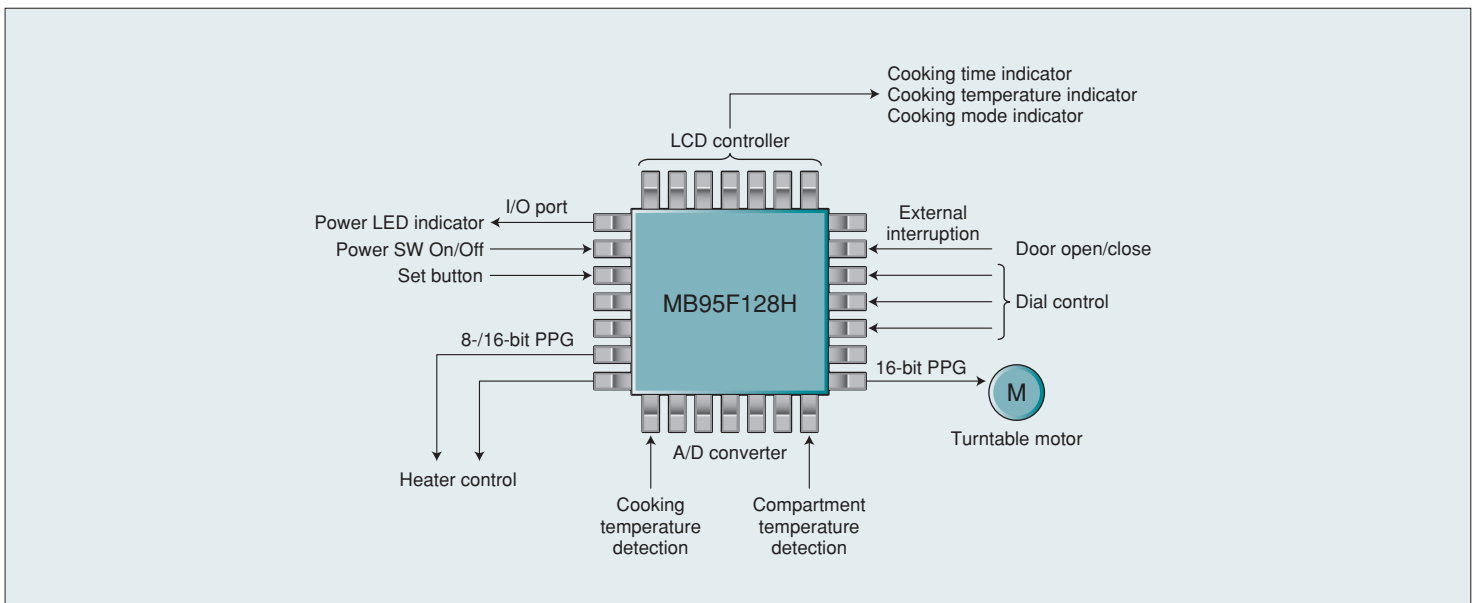 Cooking time indicator
Cooking temperature indicator
Cooking mode indicator
LCD controller
I/O port
Power LED indicator
Power SW On/Off
Set button
8-/16-bit PPG
Heater control
MB95F128H
External
interruption
Door open/close
Dial control
16-bit PPG
M
Turntable motor
A/D converter
Cooking
temperature
detection
Compartment
temperature
detection